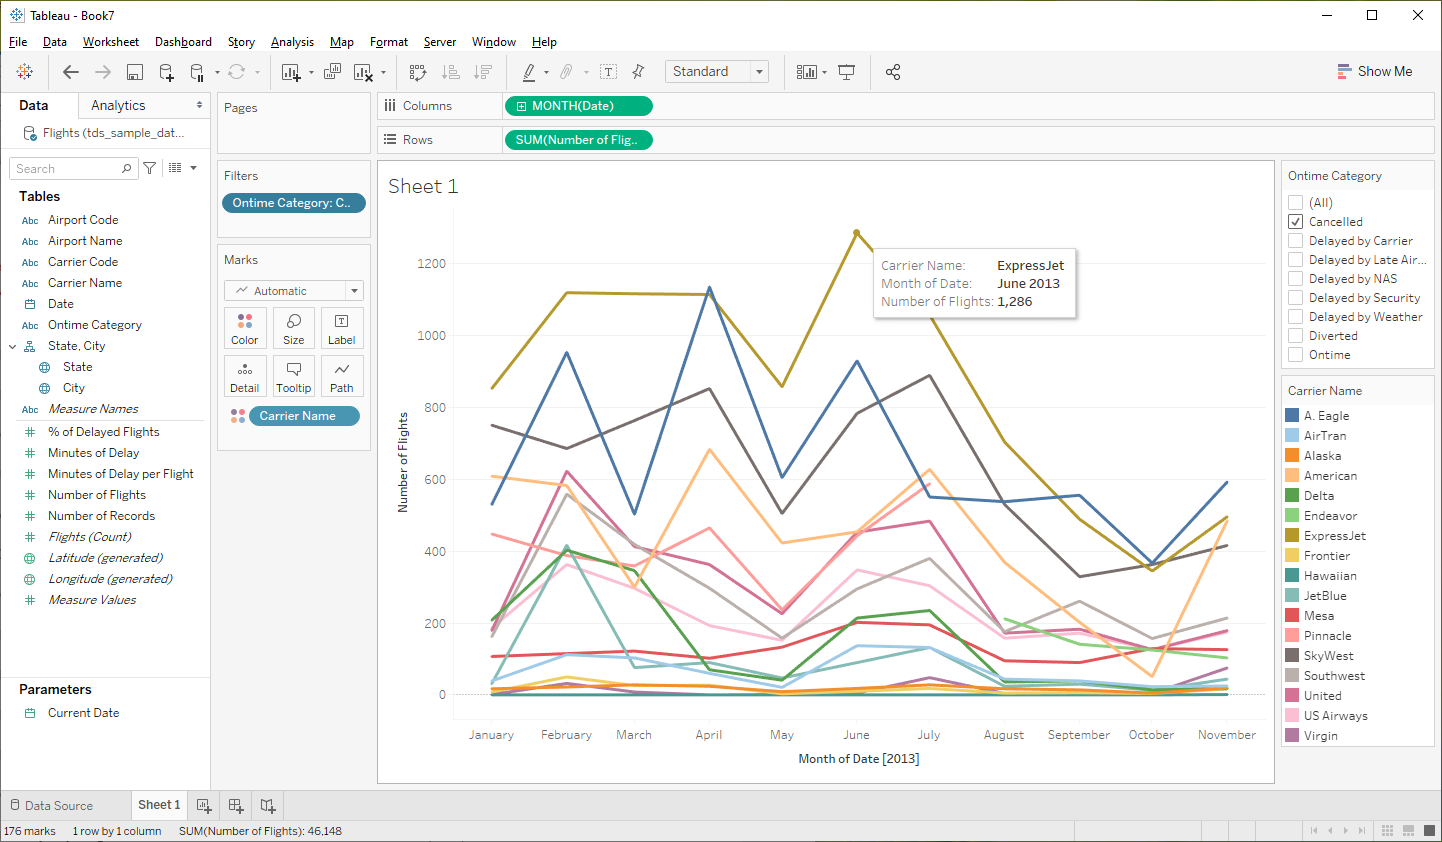 Tableau - Book7
File Data Worksheet Dashboard Story Analysis Map Format Server Window Help
Standard
Show Me
Data Analytics
Flights (tds_sample_dat...
Search
Tables
Abc Airport Code
Abc Airport Name
Abc Carrier Code
Abc Carrier Name
Date
Abc Ontime Category
State, City
State
City
Abc Measure Names
% of Delayed Flights
Minutes of Delay
Minutes of Delay per Flight
Number of Flights
Number of Records
Flights (Count)
Latitude (generated)
Longitude (generated)
Measure Values
Parameters
Current Date
Pages
Filters
Ontime Category: C..
Marks
Automatic
Color Size Label
Detail Tooltip Path
Carrier Name
Columns MONTH(Date)
Rows SUM(Number of Flig..
Sheet 1
Number of Flights
1200
1000
800
600
400
200
0
Carrier Name: ExpressJet
Month of Date: June 2013
Number of Flights: 1,286
January February March April May June July August September October November
Month of Date [2013]
Ontime Category
(All)
Cancelled
Delayed by Carrier
Delayed by Late Air...
Delayed by NAS
Delayed by Security
Delayed by Weather
Diverted
Ontime
Carrier Name
A. Eagle
AirTran
Alaska
American
Delta
Endeavor
ExpressJet
Frontier
Hawaiian
JetBlue
Mesa
Pinnacle
SkyWest
Southwest
United
US Airways
Virgin
Data Source Sheet 1
176 marks 1 row by 1 column SUM(Number of Flights): 46,148